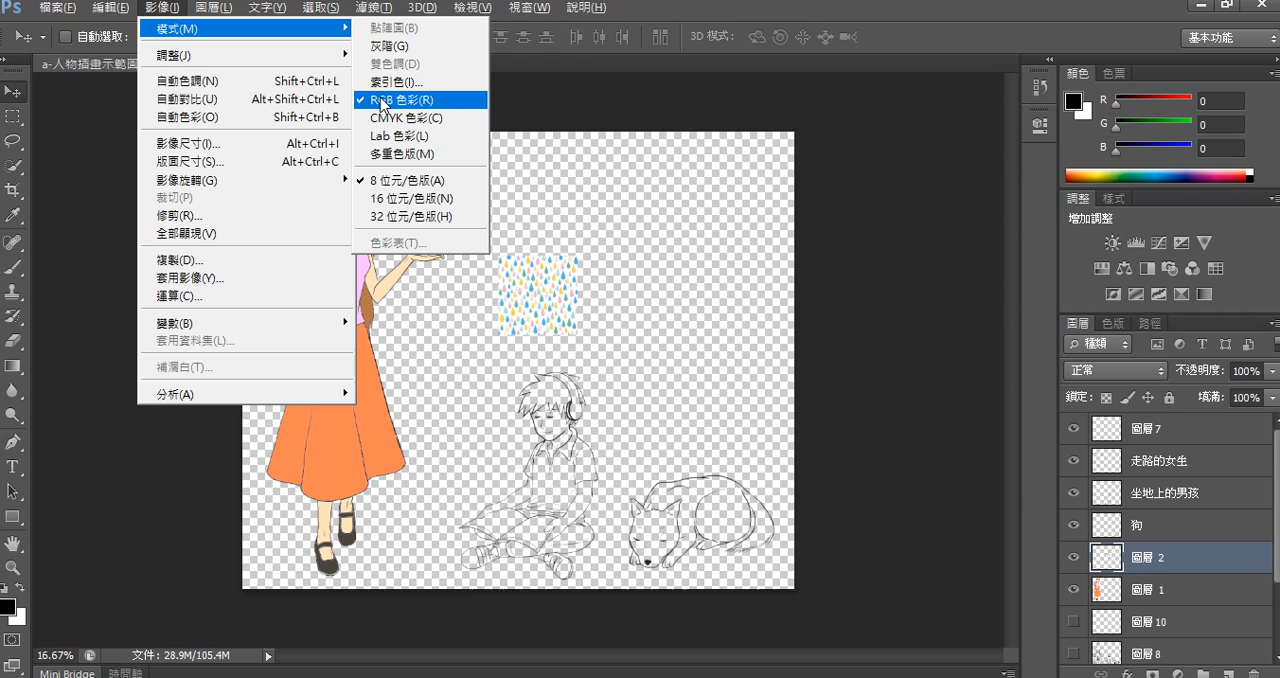 Ps 檔案(F) 編輯(E) 影像(I) 圖層(L) 文字(Y) 選取(S) 濾鏡(T) 3D(D) 檢視(V) 視窗(W) 說明(H)
自動選取:
3D 模式:
基本功能
a-人物插畫示範圖
模式(M)
調整(J)
自動色調(N) Shift+Ctrl+L
自動對比(U) Alt+Shift+Ctrl+L
自動色彩(O) Shift+Ctrl+B
影像尺寸(I)... Alt+Ctrl+I
版面尺寸(S)... Alt+Ctrl+C
影像旋轉(G)
裁切(P)
修剪(R)...
全部顯現(V)
複製(D)...
套用影像(Y)...
運算(C)...
變數(B)
套用資料集(L)...
補漏白(T)...
分析(A)
點陣圖(B)
灰階(G)
雙色調(D)
索引色(I)...
RGB 色彩(R)
CMYK 色彩(C)
Lab 色彩(L)
多重色版(M)
8 位元/色版(A)
16 位元/色版(N)
32 位元/色版(H)
色彩表(T)...
顏色 色票
R 0
G 0
B 0
調整 樣式
增加調整
圖層 色版 路徑
種類
正常 不透明度: 100%
鎖定: 填滿: 100%
圖層 7
走路的女生
坐地上的男孩
狗
圖層 2
圖層 1
圖層 10
圖層 8
16.67% 文件: 28.9M/105.4M
Mini Bridge 時間軸